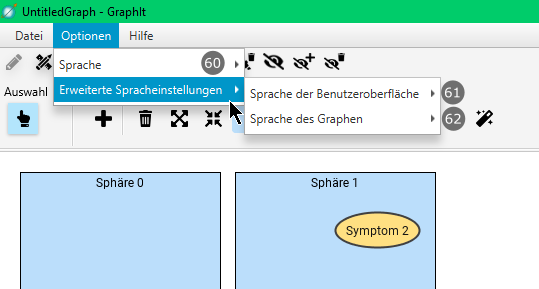 UntitledGraph - GraphIt
Datei Optionen Hilfe
Sprache 60
Auswahl Erweiterte Spracheinstellungen
Sprache der Benutzeroberfläche 61
Sprache des Graphen 62
Sphäre 0 Sphäre 1
Symptom 2